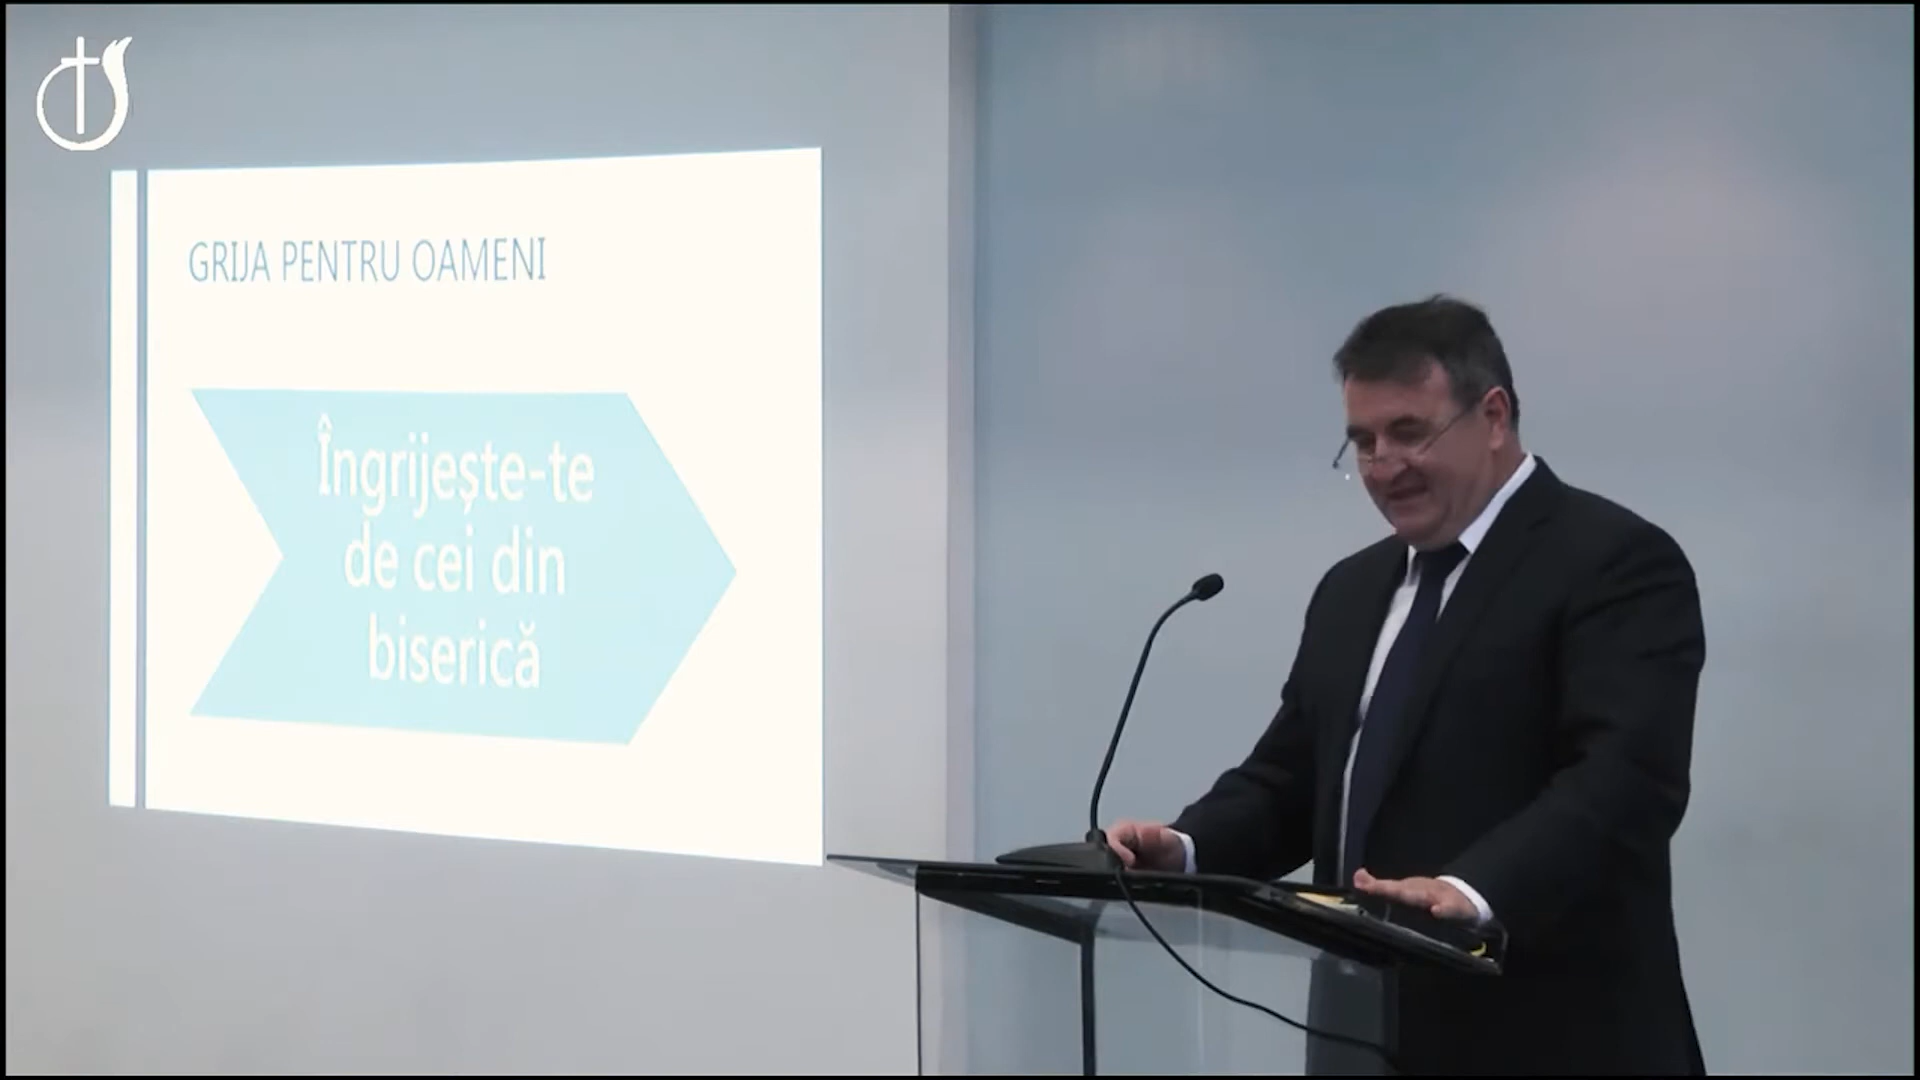 GRIJA PENTRU OAMENI
Îngrijește-te
de cei din
biserică